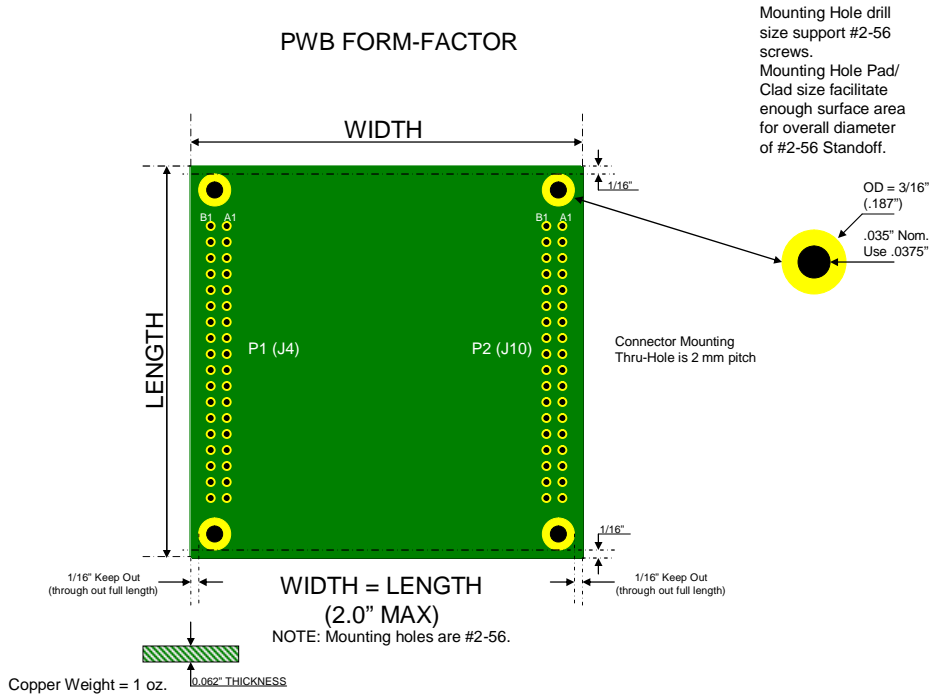 PWB FORM-FACTOR
Mounting Hole drill
size support #2-56
screws.
Mounting Hole Pad/
Clad size facilitate
enough surface area
for overall diameter
of #2-56 Standoff.
WIDTH
1/16”
OD = 3/16”
(.187”)
.035” Nom.
Use .0375”
B1 A1
B1 A1
LENGTH
P1 (J4)
P2 (J10)
Connector Mounting
Thru-Hole is 2 mm pitch
1/16”
1/16” Keep Out
(through out full length)
WIDTH = LENGTH
(2.0” MAX)
NOTE: Mounting holes are #2-56.
1/16” Keep Out
(through out full length)
Copper Weight = 1 oz.
0.062” THICKNESS